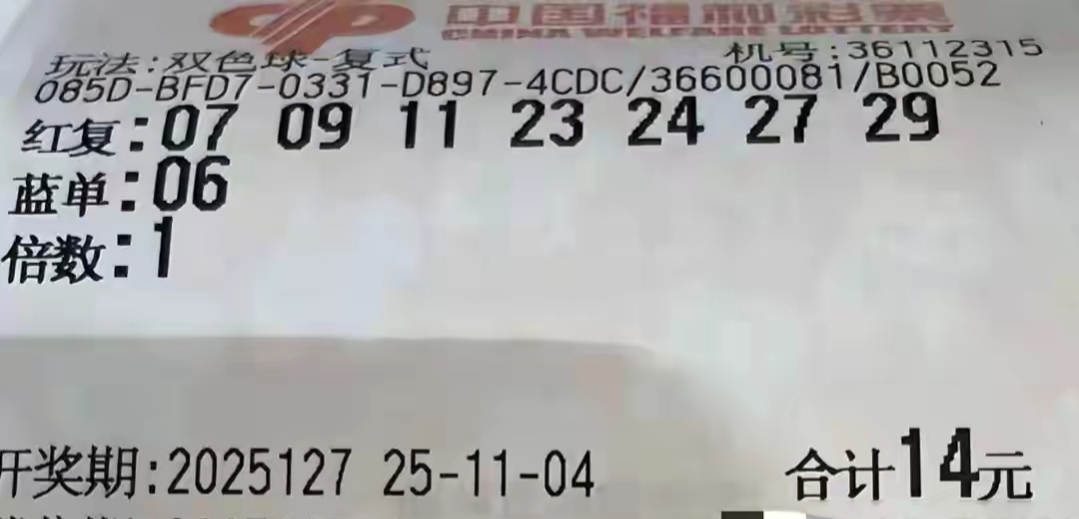 中国福利彩票
CHINA WELFARE LOTTERY
玩法:双色球-复式 机号:36112315
085D-BFD7-0331-D897-4CDC/36600081/B0052
红复:07 09 11 23 24 27 29
蓝单:06
倍数:1
开奖期:2025127 25-11-04 合计14元